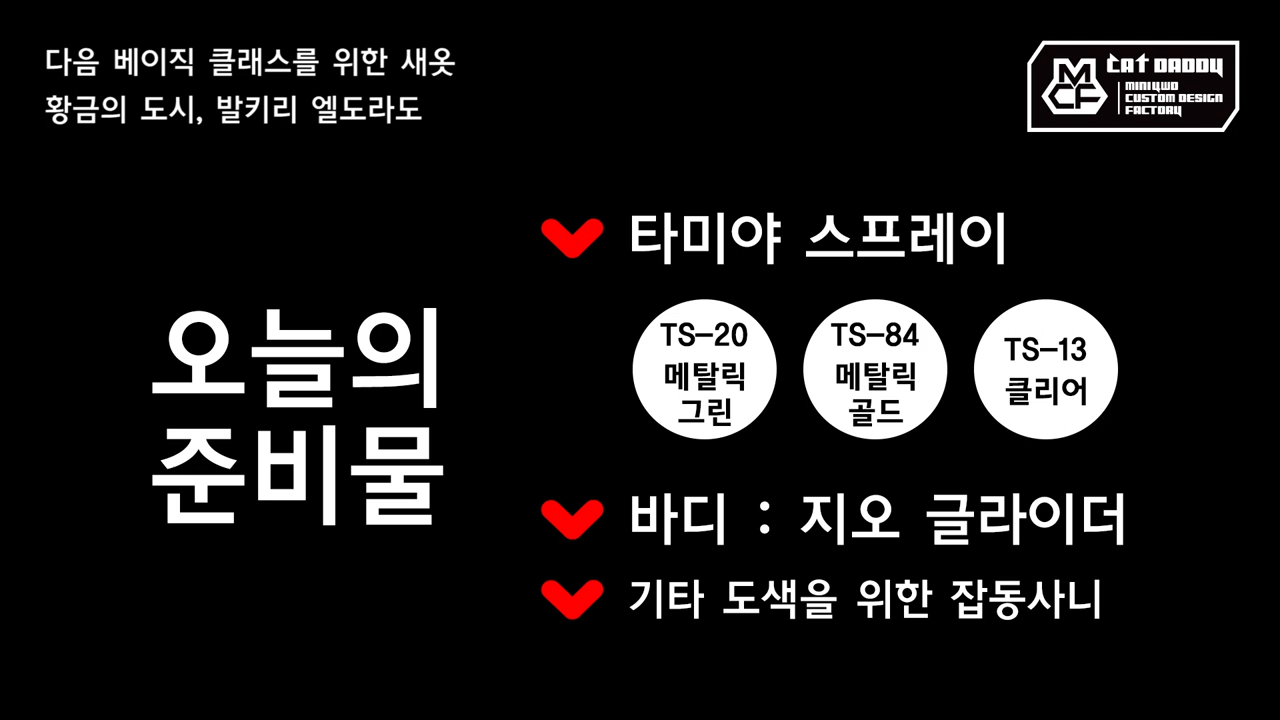 다음 베이직 클래스를 위한 새옷
황금의 도시, 발키리 엘도라도
MCF
CAT DADDY
MINI4WD
CUSTOM DESIGN
FACTORY
오늘의
준비물
타미야 스프레이
TS-20
메탈릭
그린
TS-84
메탈릭
골드
TS-13
클리어
바디 : 지오 글라이더
기타 도색을 위한 잡동사니